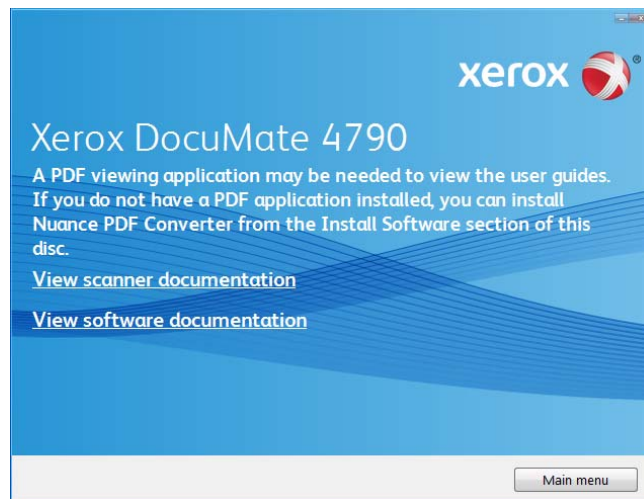 xerox ®
Xerox DocuMate 4790
A PDF viewing application may be needed to view the user guides.
If you do not have a PDF application installed, you can install
Nuance PDF Converter from the Install Software section of this
disc.
View scanner documentation
View software documentation
Main menu